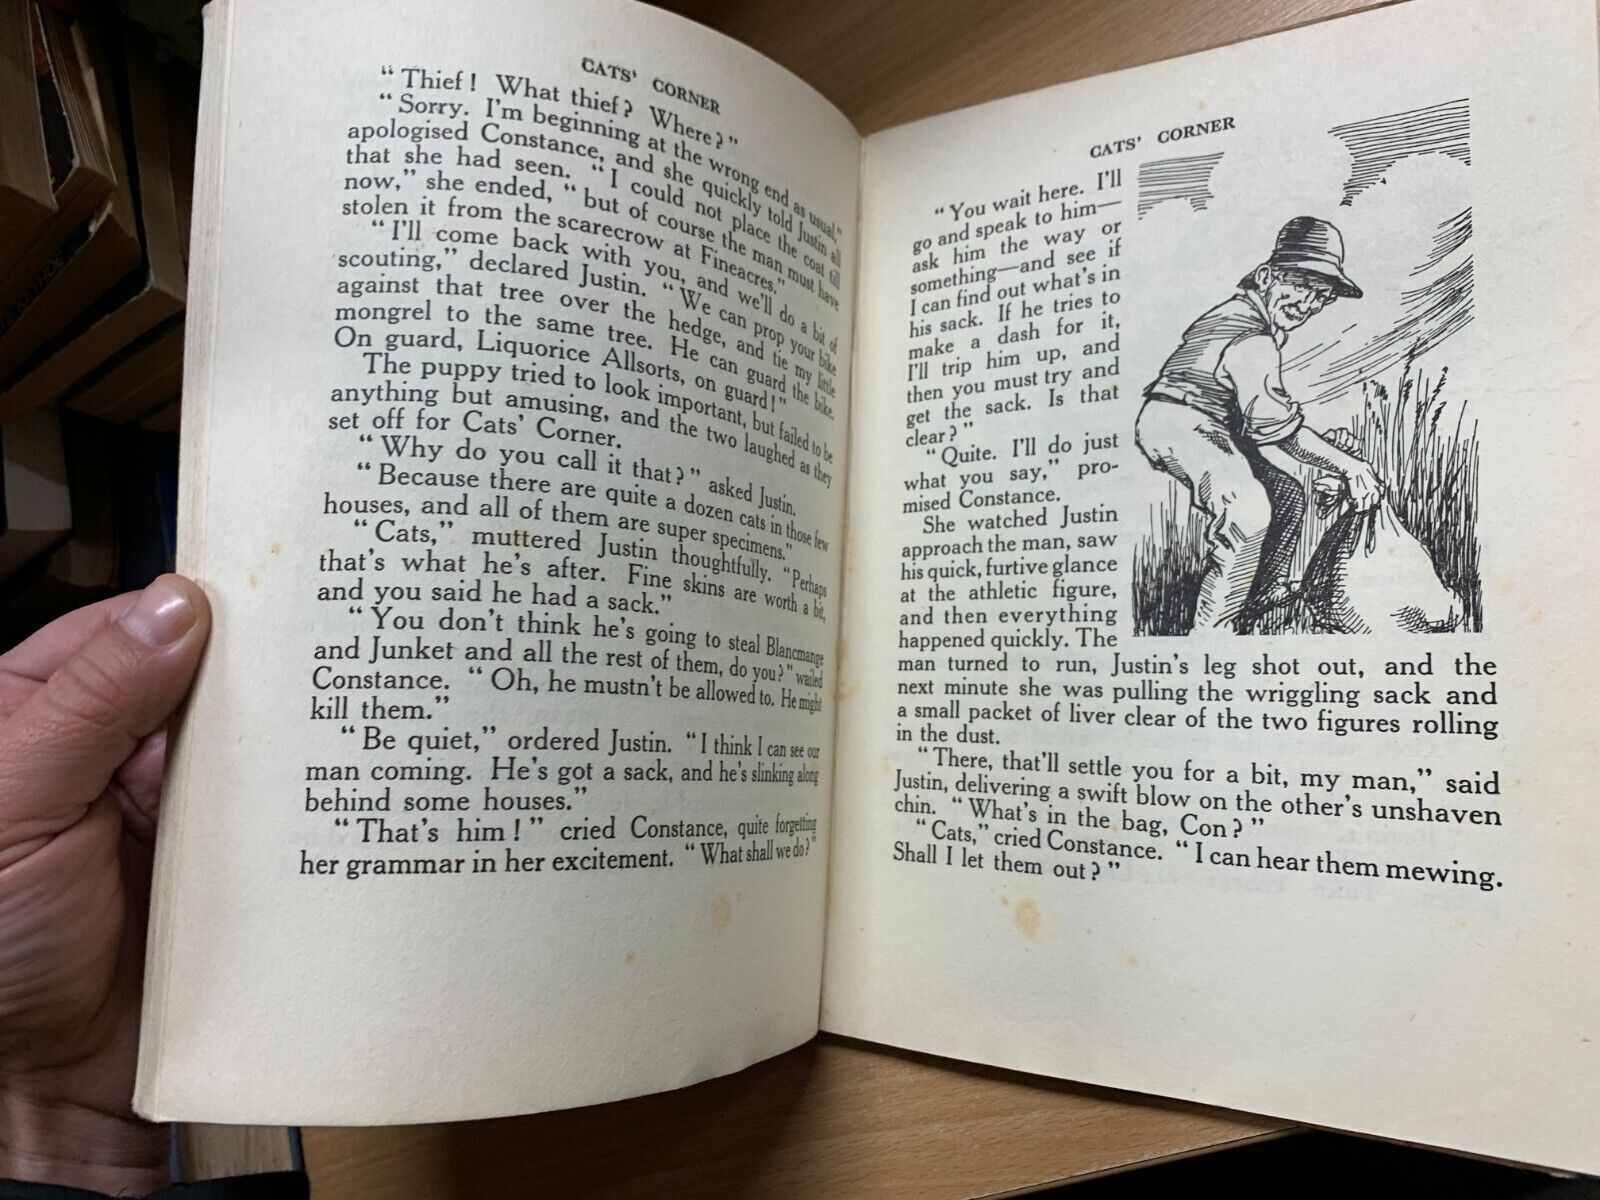 CATS' CORNER
"Thief! What thief? Where?"
"Sorry. I'm beginning at the wrong end as usual,"
apologised Constance, and she quickly told Justin all
that she had seen. "I could not place the coat till
now," she ended, "but of course the man must have
stolen it from the scarecrow at Fineacres."
"I'll come back with you, and we'll do a bit of
scouting," declared Justin. "We can prop your bike
against that tree over the hedge, and tie my little
mongrel to the same tree. He can guard the bike.
On guard, Liquorice Allsorts, on guard!"
The puppy tried to look important, but failed to be
anything but amusing, and the two laughed as they
set off for Cats' Corner.
"Why do you call it that?" asked Justin.
"Because there are quite a dozen cats in those few
houses, and all of them are super specimens."
"Cats," muttered Justin thoughtfully. "Perhaps
that's what he's after. Fine skins are worth a bit,
and you said he had a sack."
"You don't think he's going to steal Blancmange
and Junket and all the rest of them, do you?" wailed
Constance. "Oh, he mustn't be allowed to. He might
kill them."
"Be quiet," ordered Justin. "I think I can see our
man coming. He's got a sack, and he's slinking along
behind some houses."
"That's him!" cried Constance, quite forgetting
her grammar in her excitement. "What shall we do?"
CATS' CORNER
"You wait here. I'll
go and speak to him—
ask him the way or
something—and see if
I can find out what's in
his sack. If he tries to
make a dash for it,
I'll trip him up, and
then you must try and
get the sack. Is that
clear?"
"Quite. I'll do just
what you say," pro-
mised Constance.
She watched Justin
approach the man, saw
his quick, furtive glance
at the athletic figure,
and then everything
happened quickly. The
man turned to run, Justin's leg shot out, and the
next minute she was pulling the wriggling sack and
a small packet of liver clear of the two figures rolling
in the dust.
"There, that'll settle you for a bit, my man," said
Justin, delivering a swift blow on the other's unshaven
chin. "What's in the bag, Con?"
"Cats," cried Constance. "I can hear them mewing.
Shall I let them out?"